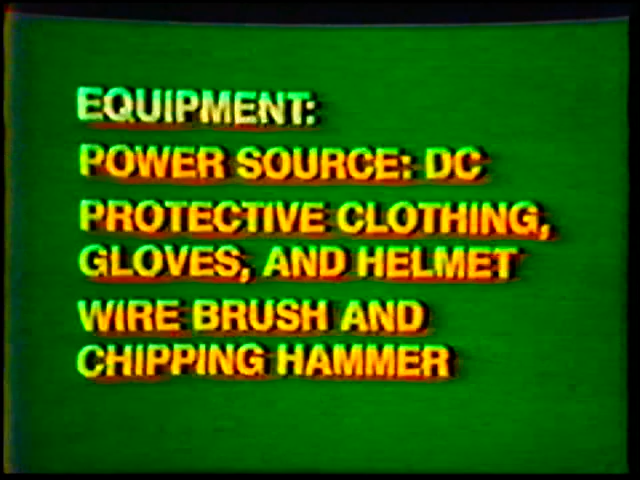 EQUIPMENT:
POWER SOURCE: DC
PROTECTIVE CLOTHING,
GLOVES, AND HELMET
WIRE BRUSH AND
CHIPPING HAMMER